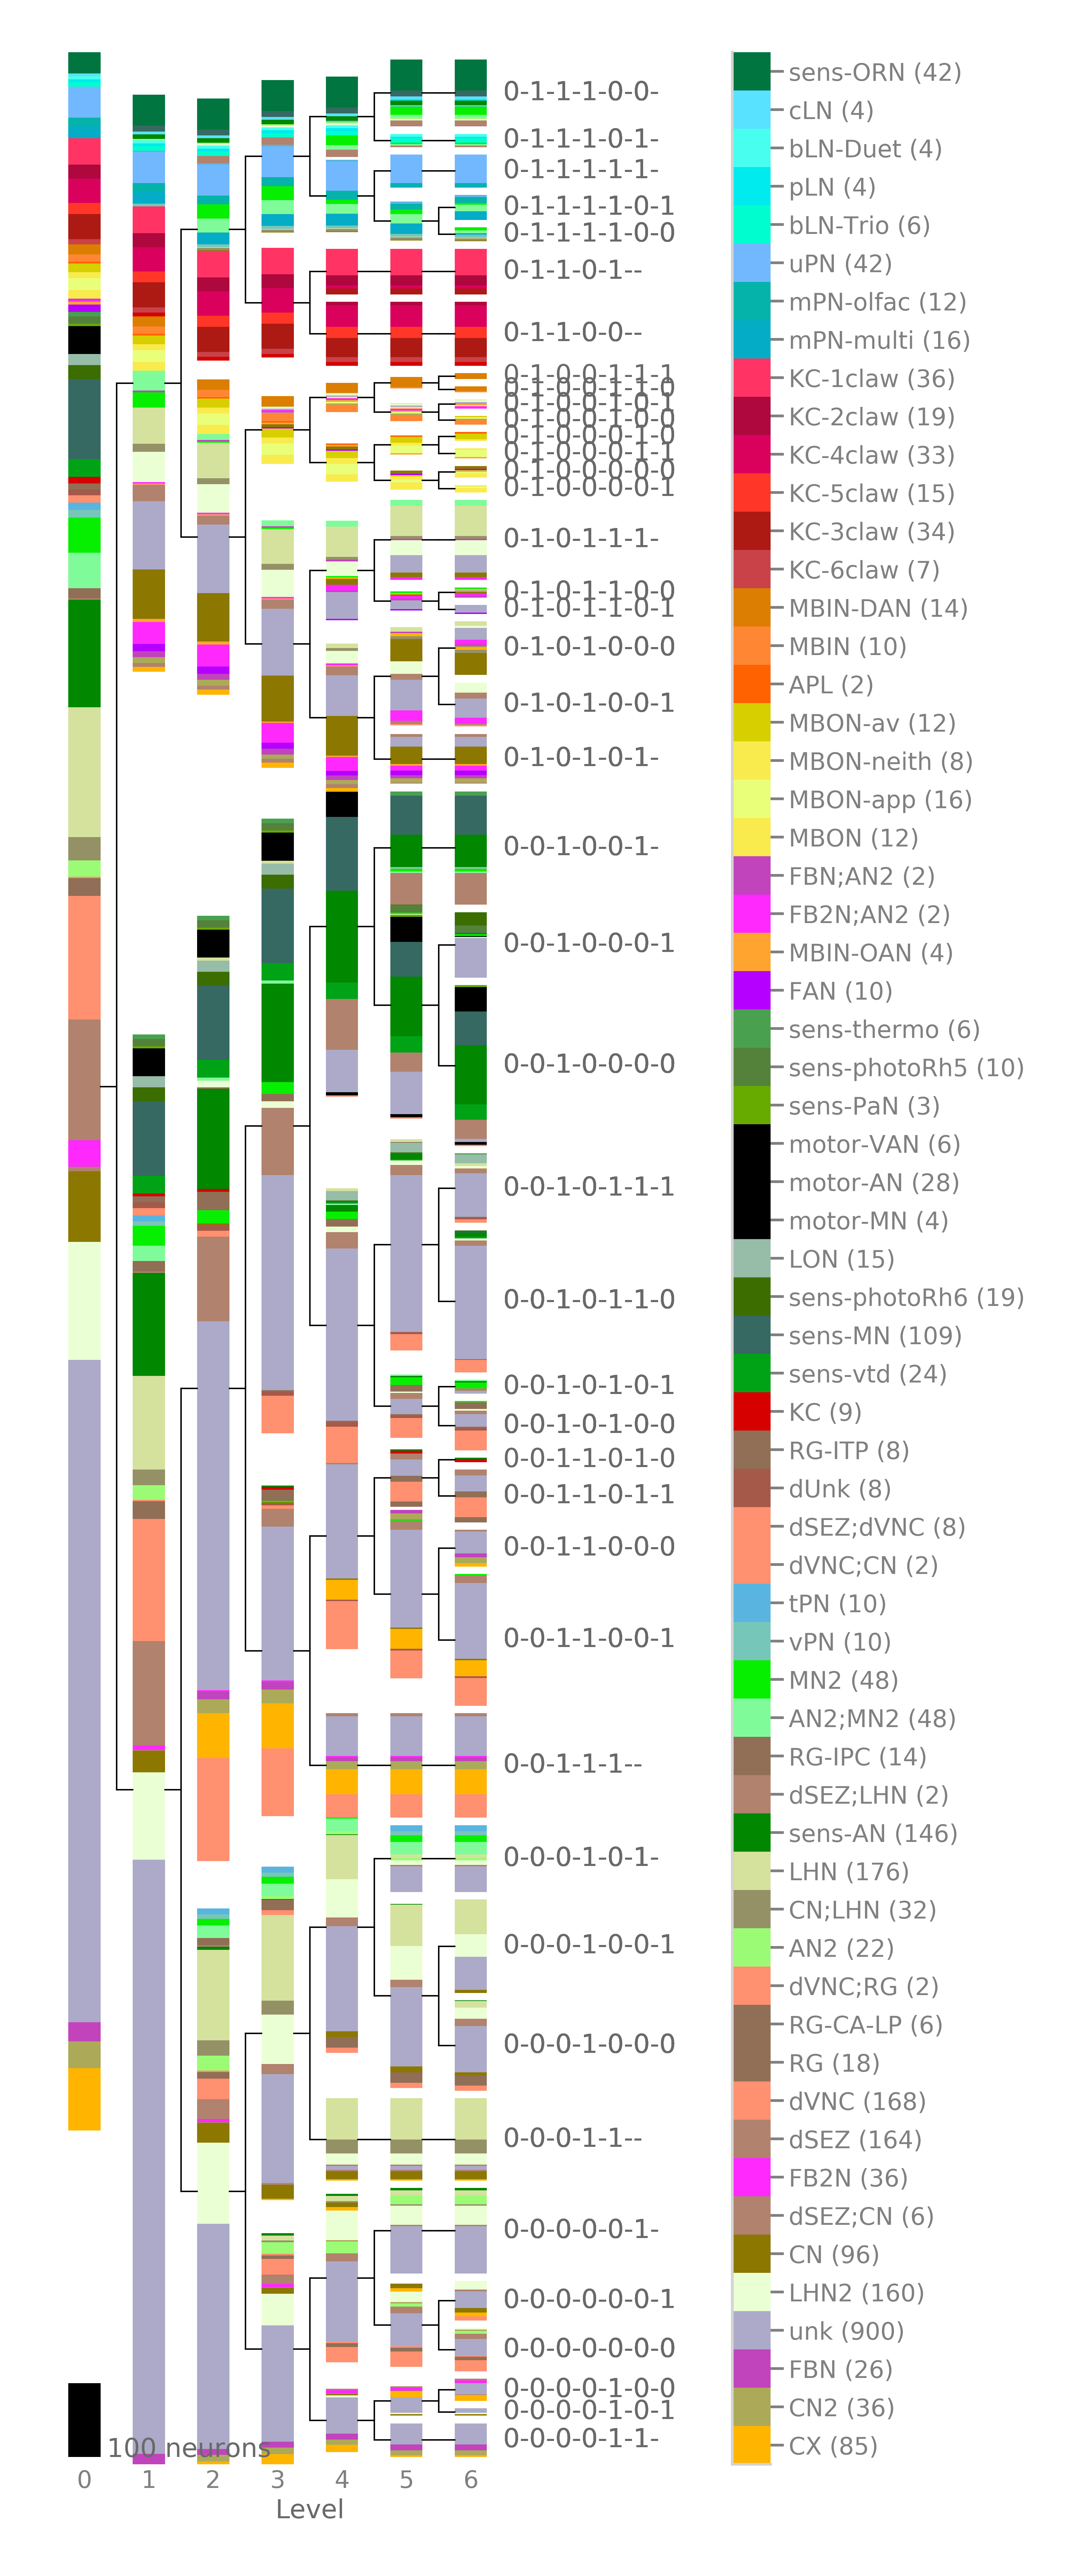 0-1-1-1-0-0-
0-1-1-1-0-1-
0-1-1-1-1-1-
0-1-1-1-1-0-1
0-1-1-1-1-0-0
0-1-1-0-1--
0-1-1-0-0--
0-1-0-0-1-1-1
0-1-0-0-1-1-0
0-1-0-0-1-0-1
0-1-0-0-1-0-0
0-1-0-0-0-1-0
0-1-0-0-0-1-1
0-1-0-0-0-0-0
0-1-0-0-0-0-1
0-1-0-1-1-1-
0-1-0-1-1-0-0
0-1-0-1-1-0-1
0-1-0-1-0-0-0
0-1-0-1-0-0-1
0-1-0-1-0-1-
0-0-1-0-0-1-
0-0-1-0-0-0-1
0-0-1-0-0-0-0
0-0-1-0-1-1-1
0-0-1-0-1-1-0
0-0-1-0-1-0-1
0-0-1-0-1-0-0
0-0-1-1-0-1-0
0-0-1-1-0-1-1
0-0-1-1-0-0-0
0-0-1-1-0-0-1
0-0-1-1-1--
0-0-0-1-0-1-
0-0-0-1-0-0-1
0-0-0-1-0-0-0
0-0-0-1-1--
0-0-0-0-0-1-
0-0-0-0-0-0-1
0-0-0-0-0-0-0
0-0-0-0-1-0-0
0-0-0-0-1-0-1
0-0-0-0-1-1-
100 neurons
0 1 2 3 4 5 6
Level
sens-ORN (42)
cLN (4)
bLN-Duet (4)
pLN (4)
bLN-Trio (6)
uPN (42)
mPN-olfac (12)
mPN-multi (16)
KC-1claw (36)
KC-2claw (19)
KC-4claw (33)
KC-5claw (15)
KC-3claw (34)
KC-6claw (7)
MBIN-DAN (14)
MBIN (10)
APL (2)
MBON-av (12)
MBON-neith (8)
MBON-app (16)
MBON (12)
FBN;AN2 (2)
FB2N;AN2 (2)
MBIN-OAN (4)
FAN (10)
sens-thermo (6)
sens-photoRh5 (10)
sens-PaN (3)
motor-VAN (6)
motor-AN (28)
motor-MN (4)
LON (15)
sens-photoRh6 (19)
sens-MN (109)
sens-vtd (24)
KC (9)
RG-ITP (8)
dUnk (8)
dSEZ;dVNC (8)
dVNC;CN (2)
tPN (10)
vPN (10)
MN2 (48)
AN2;MN2 (48)
RG-IPC (14)
dSEZ;LHN (2)
sens-AN (146)
LHN (176)
CN;LHN (32)
AN2 (22)
dVNC;RG (2)
RG-CA-LP (6)
RG (18)
dVNC (168)
dSEZ (164)
FB2N (36)
dSEZ;CN (6)
CN (96)
LHN2 (160)
unk (900)
FBN (26)
CN2 (36)
CX (85)